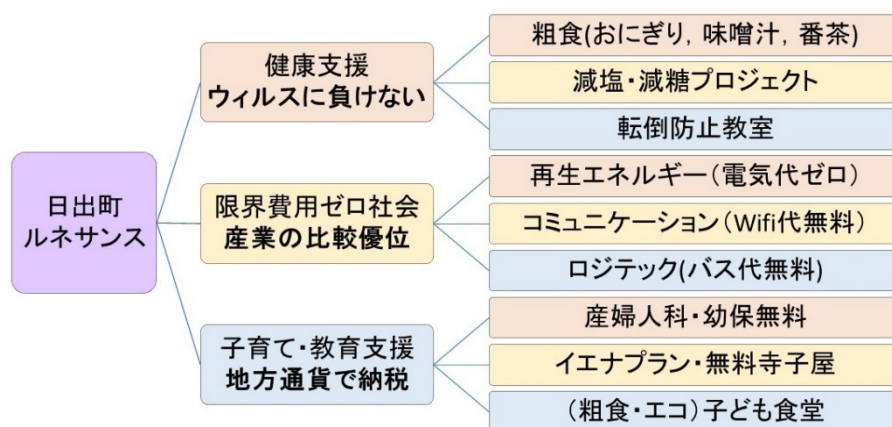 日出町
ルネサンス
健康支援
ウィルスに負けない
粗食(おにぎり, 味噌汁, 番茶)
減塩・減糖プロジェクト
転倒防止教室
限界費用ゼロ社会
産業の比較優位
再生エネルギー(電気代ゼロ)
コミュニケーション(Wifi代無料)
ロジテック(バス代無料)
子育て・教育支援
地方通貨で納税
産婦人科・幼保無料
イエナプラン・無料寺子屋
(粗食・エコ)子ども食堂